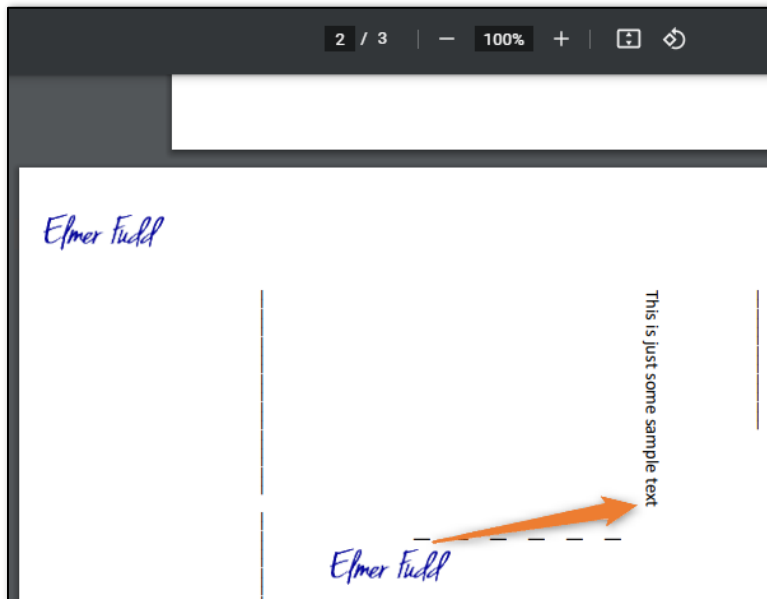 2 / 3 | — 100% + |
Elmer Fudd
This is just some sample text
Elmer Fudd